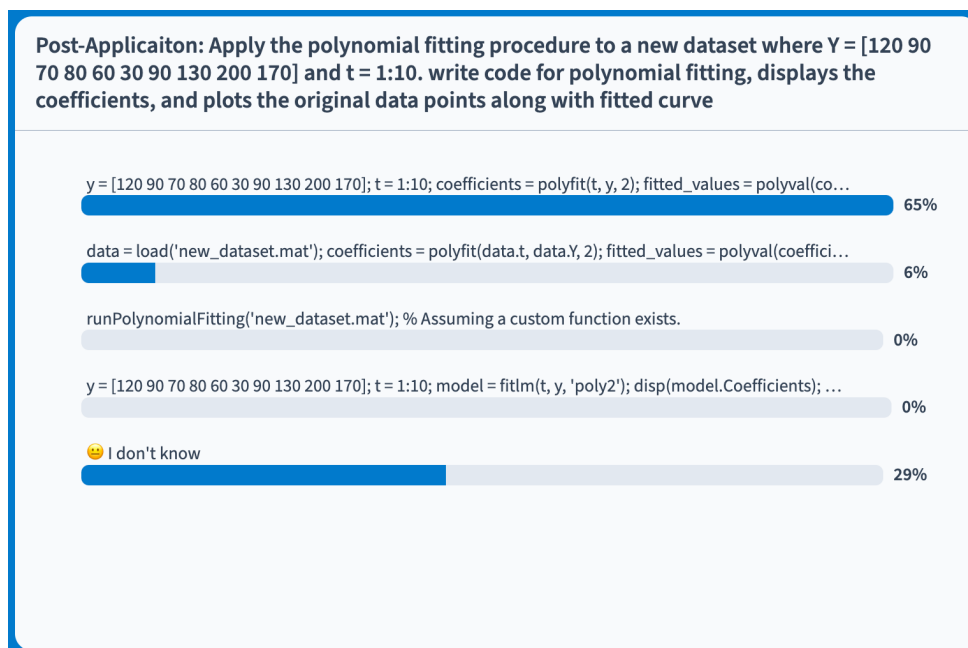 Post-Applicaiton: Apply the polynomial fitting procedure to a new dataset where Y = [120 90
70 80 60 30 90 130 200 170] and t = 1:10. write code for polynomial fitting, displays the
coefficients, and plots the original data points along with fitted curve
y = [120 90 70 80 60 30 90 130 200 170]; t = 1:10; coefficients = polyfit(t, y, 2); fitted_values = polyval(co…
65%
data = load('new_dataset.mat'); coefficients = polyfit(data.t, data.Y, 2); fitted_values = polyval(coeffici…
6%
runPolynomialFitting('new_dataset.mat'); % Assuming a custom function exists.
0%
y = [120 90 70 80 60 30 90 130 200 170]; t = 1:10; model = fitlm(t, y, 'poly2'); disp(model.Coefficients); …
0%
😐 I don't know
29%